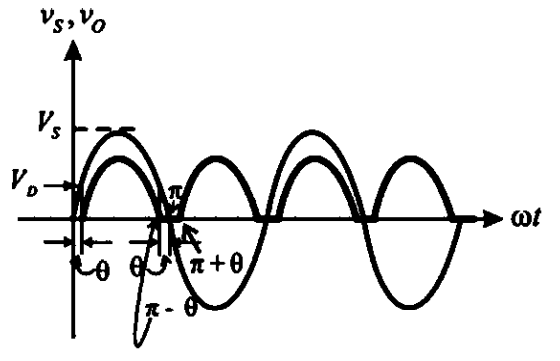 v_S, v_O
V_S
V_D
π
ωt
θ
θ
π + θ
π - θ